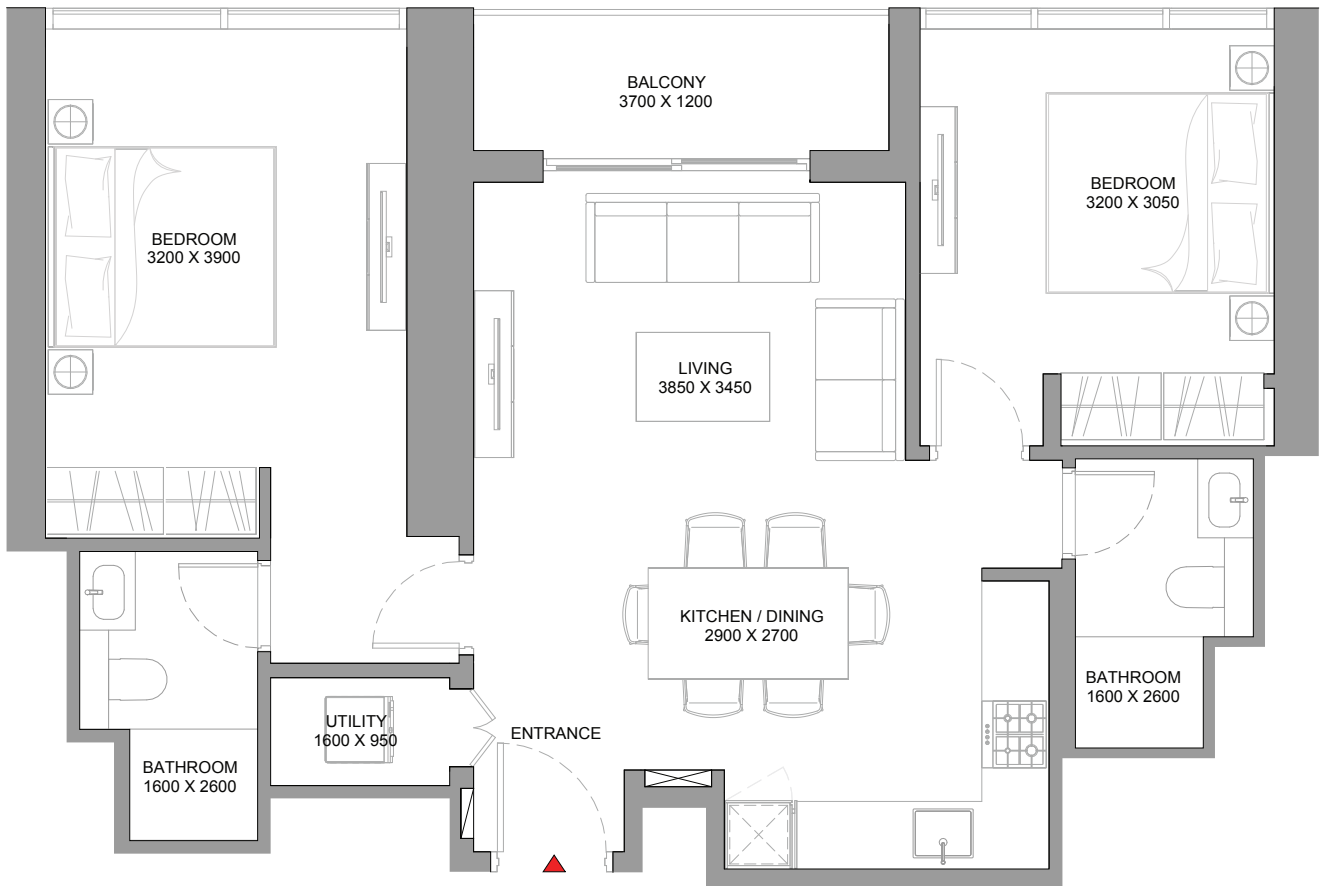 BALCONY
3700 X 1200
BEDROOM
3200 X 3050
BEDROOM
3200 X 3900
LIVING
3850 X 3450
KITCHEN / DINING
2900 X 2700
BATHROOM
1600 X 2600
UTILITY
1600 X 950
ENTRANCE
BATHROOM
1600 X 2600